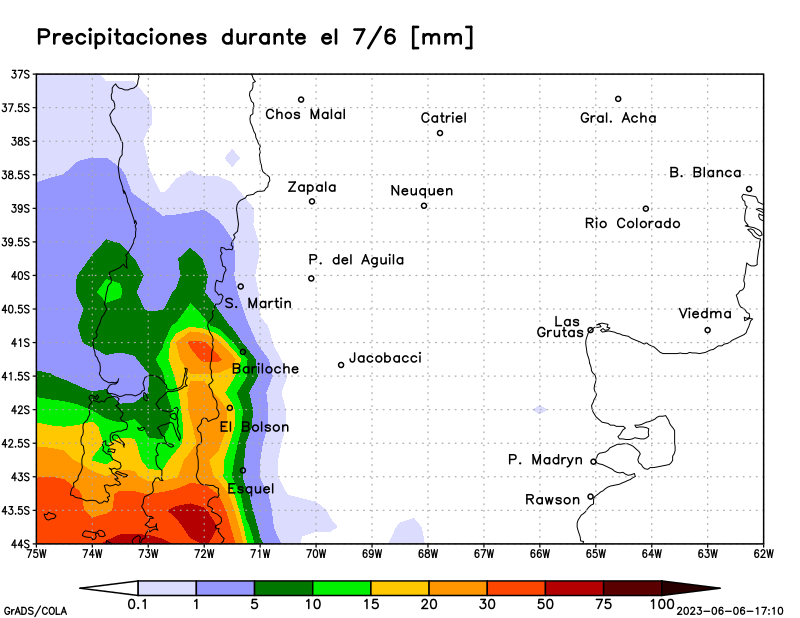 Precipitaciones durante el 7/6 [mm]
37S
37.5S
38S
38.5S
39S
39.5S
40S
40.5S
41S
41.5S
42S
42.5S
43S
43.5S
44S
Chos Malal
Catriel
Gral. Acha
B. Blanca
Zapala
Neuquen
Rio Colorado
P. del Aguila
S. Martin
Viedma
Las
Grutas
Jacobacci
Bariloche
El Bolson
P. Madryn
Esquel
Rawson
75W 74W 73W 72W 71W 70W 69W 68W 67W 66W 65W 64W 63W 62W
0.1 1 5 10 15 20 30 50 75 100
GrADS/COLA
2023-06-06-17:10